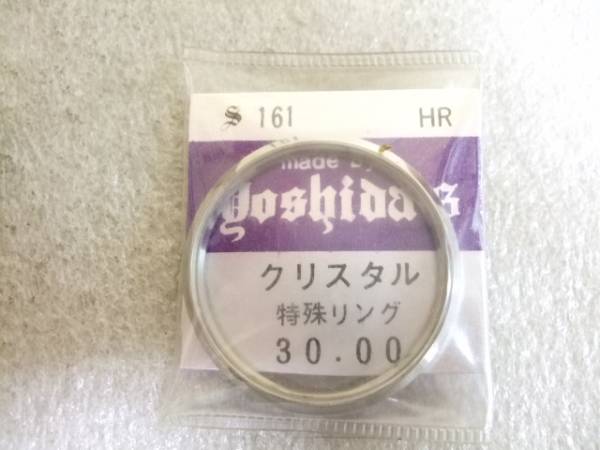 S 161 HR
made by
Yoshida's
クリスタル
特殊リング
30.00